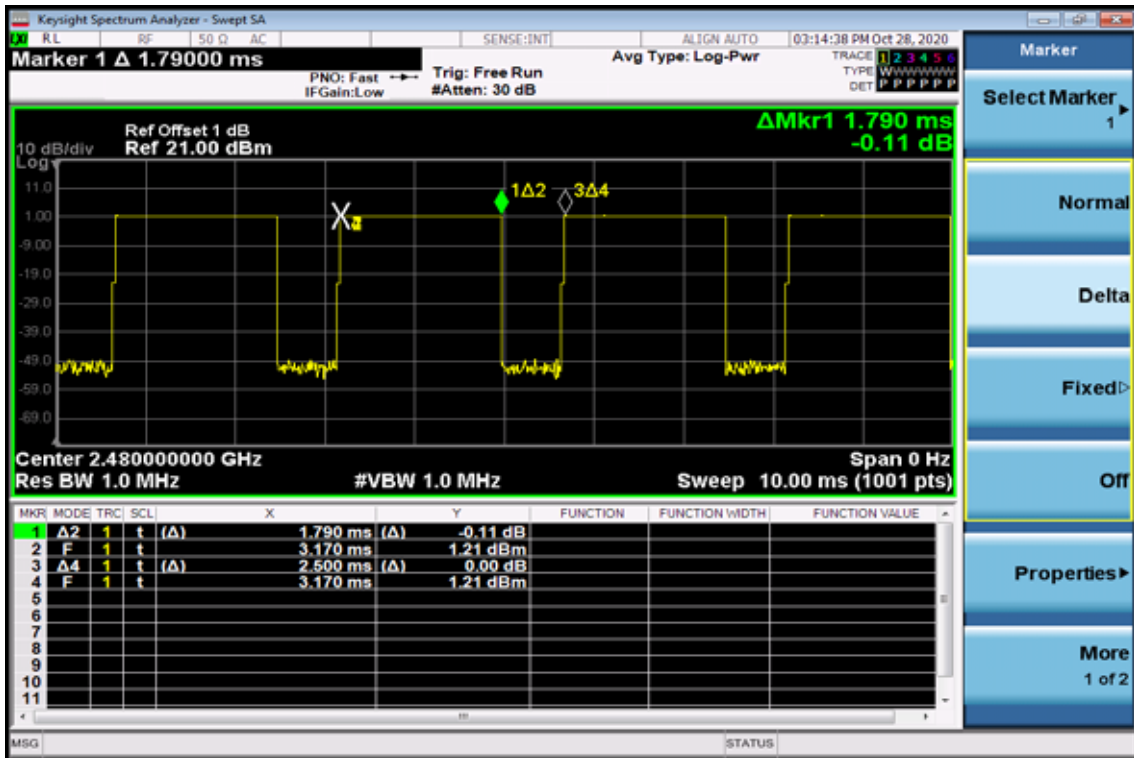 Keysight Spectrum Analyzer - Swept SA
RL RF 50 Ω AC SENSE:INT ALIGN AUTO 03:14:38 PM Oct 28, 2020
Marker 1 Δ 1.79000 ms
PNO: Fast
IFGain:Low
Trig: Free Run
#Atten: 30 dB
Avg Type: Log-Pwr
TRACE 1 2 3 4 5 6
TYPE WWWWWW
DET P P P P P P
ΔMkr1 1.790 ms
-0.11 dB
Ref Offset 1 dB
10 dB/div Ref 21.00 dBm
Log
11.0
1.00
-9.00
-19.0
-29.0
-39.0
-49.0
-59.0
-69.0
1Δ2
3Δ4
Center 2.480000000 GHz Span 0 Hz
Res BW 1.0 MHz #VBW 1.0 MHz Sweep 10.00 ms (1001 pts)
MKR MODE TRC SCL X Y FUNCTION FUNCTION WIDTH FUNCTION VALUE
1 Δ2 1 t (Δ) 1.790 ms (Δ) -0.11 dB
2 F 1 t 3.170 ms 1.21 dBm
3 Δ4 1 t (Δ) 2.500 ms (Δ) 0.00 dB
4 F 1 t 3.170 ms 1.21 dBm
5
6
7
8
9
10
11
MSG STATUS
Marker
Select Marker
1
Normal
Delta
Fixed
Off
Properties
More
1 of 2